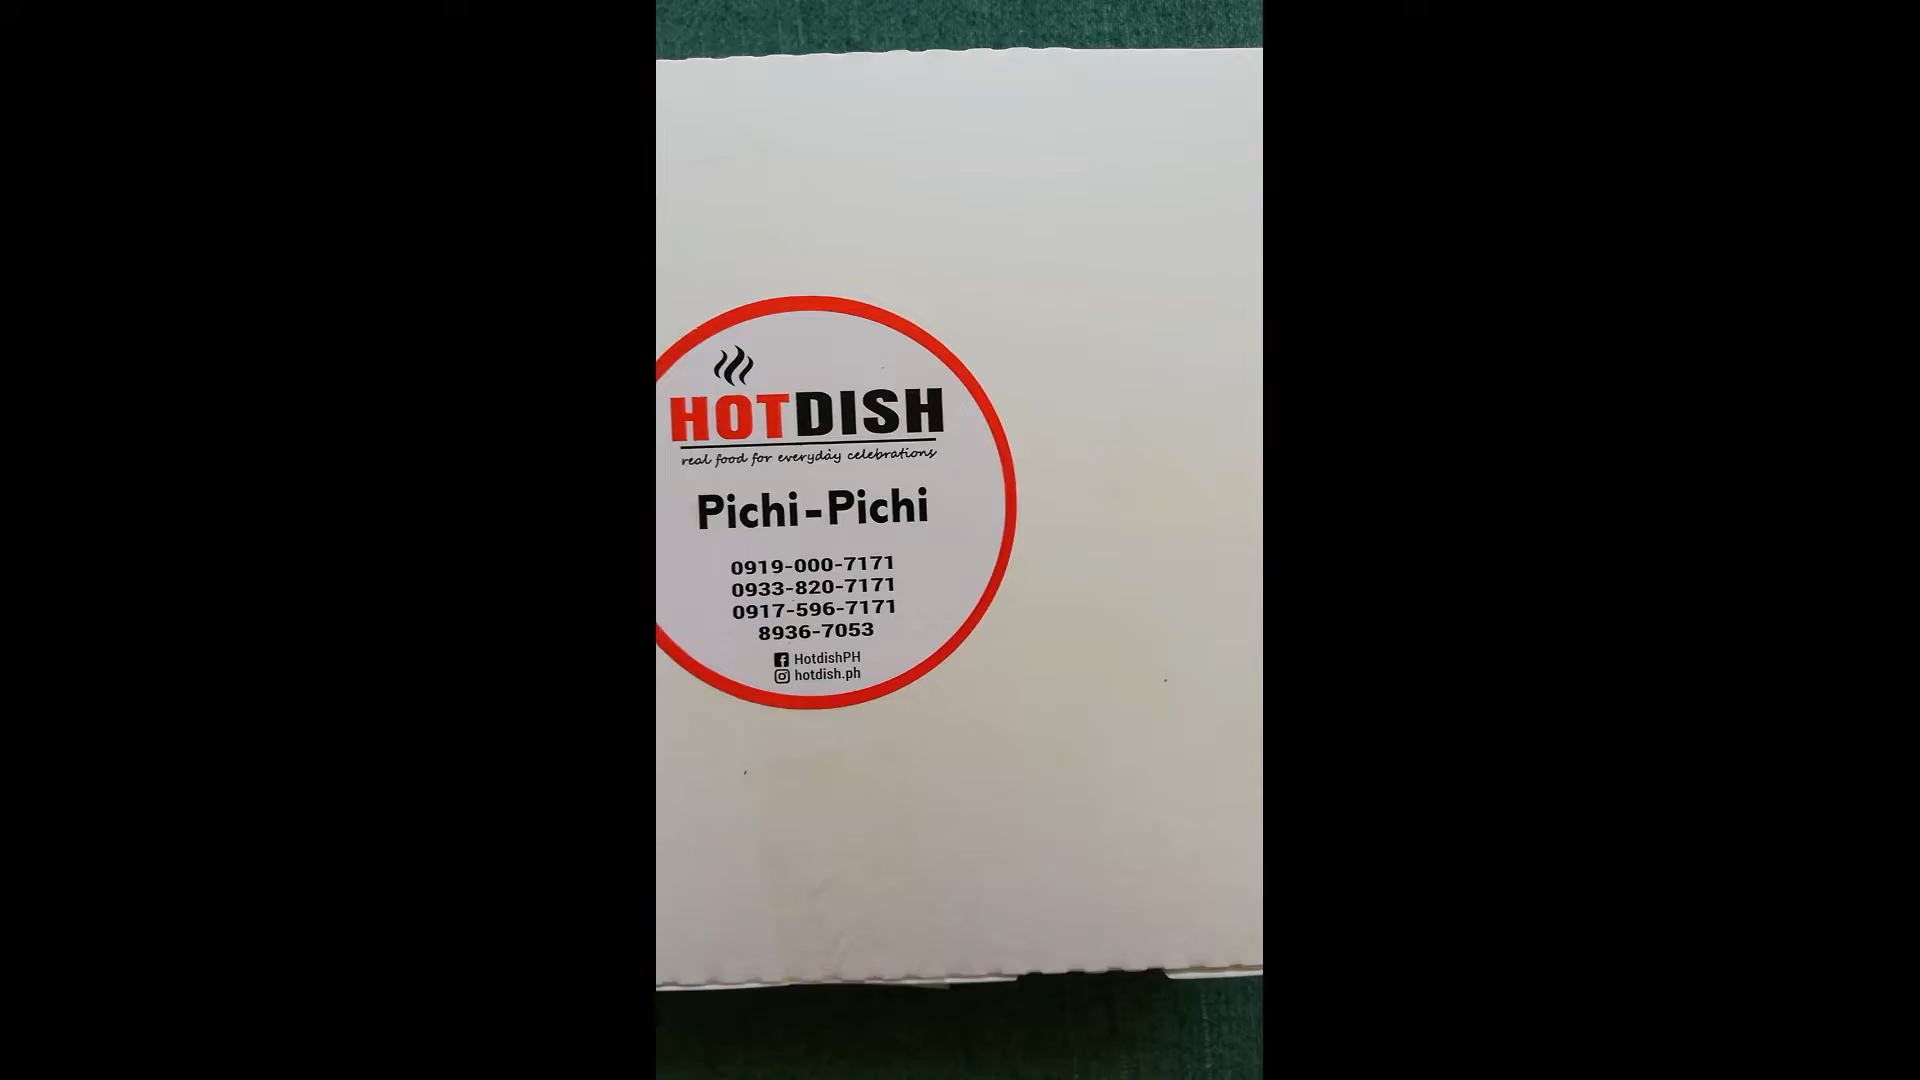 HOTDISH
real food for everyday celebrations
Pichi-Pichi
0919-000-7171
0933-820-7171
0917-596-7171
8936-7053
HotdishPH
hotdish.ph